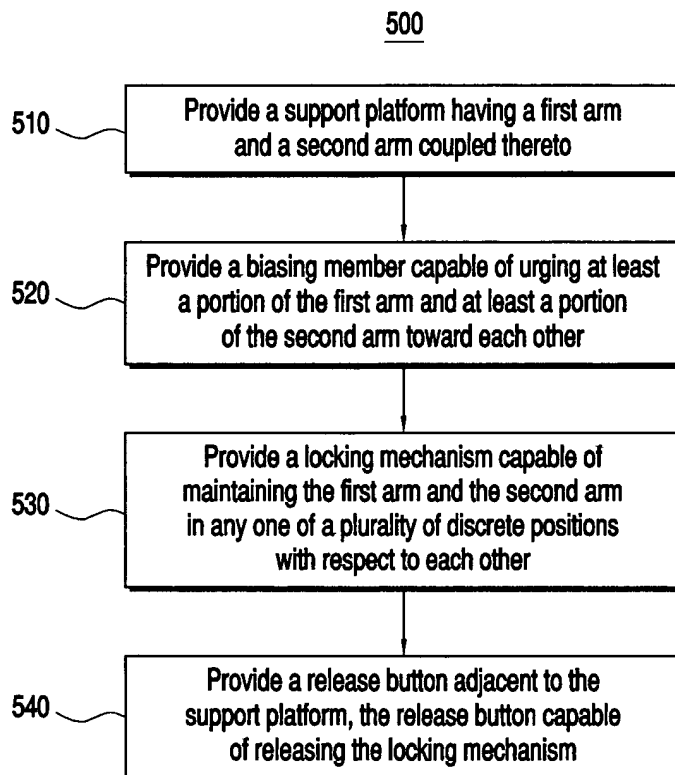 500
510
Provide a support platform having a first arm
and a second arm coupled thereto
520
Provide a biasing member capable of urging at least
a portion of the first arm and at least a portion
of the second arm toward each other
530
Provide a locking mechanism capable of
maintaining the first arm and the second arm
in any one of a plurality of discrete positions
with respect to each other
540
Provide a release button adjacent to the
support platform, the release button capable
of releasing the locking mechanism